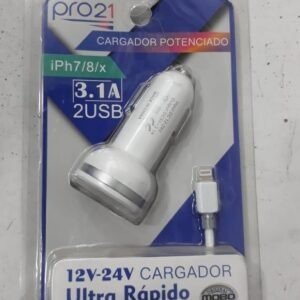 pro21
CARGADOR POTENCIADO
iPh7/8/x
3.1A
2USB
12V-24V CARGADOR
Ultra Rápido